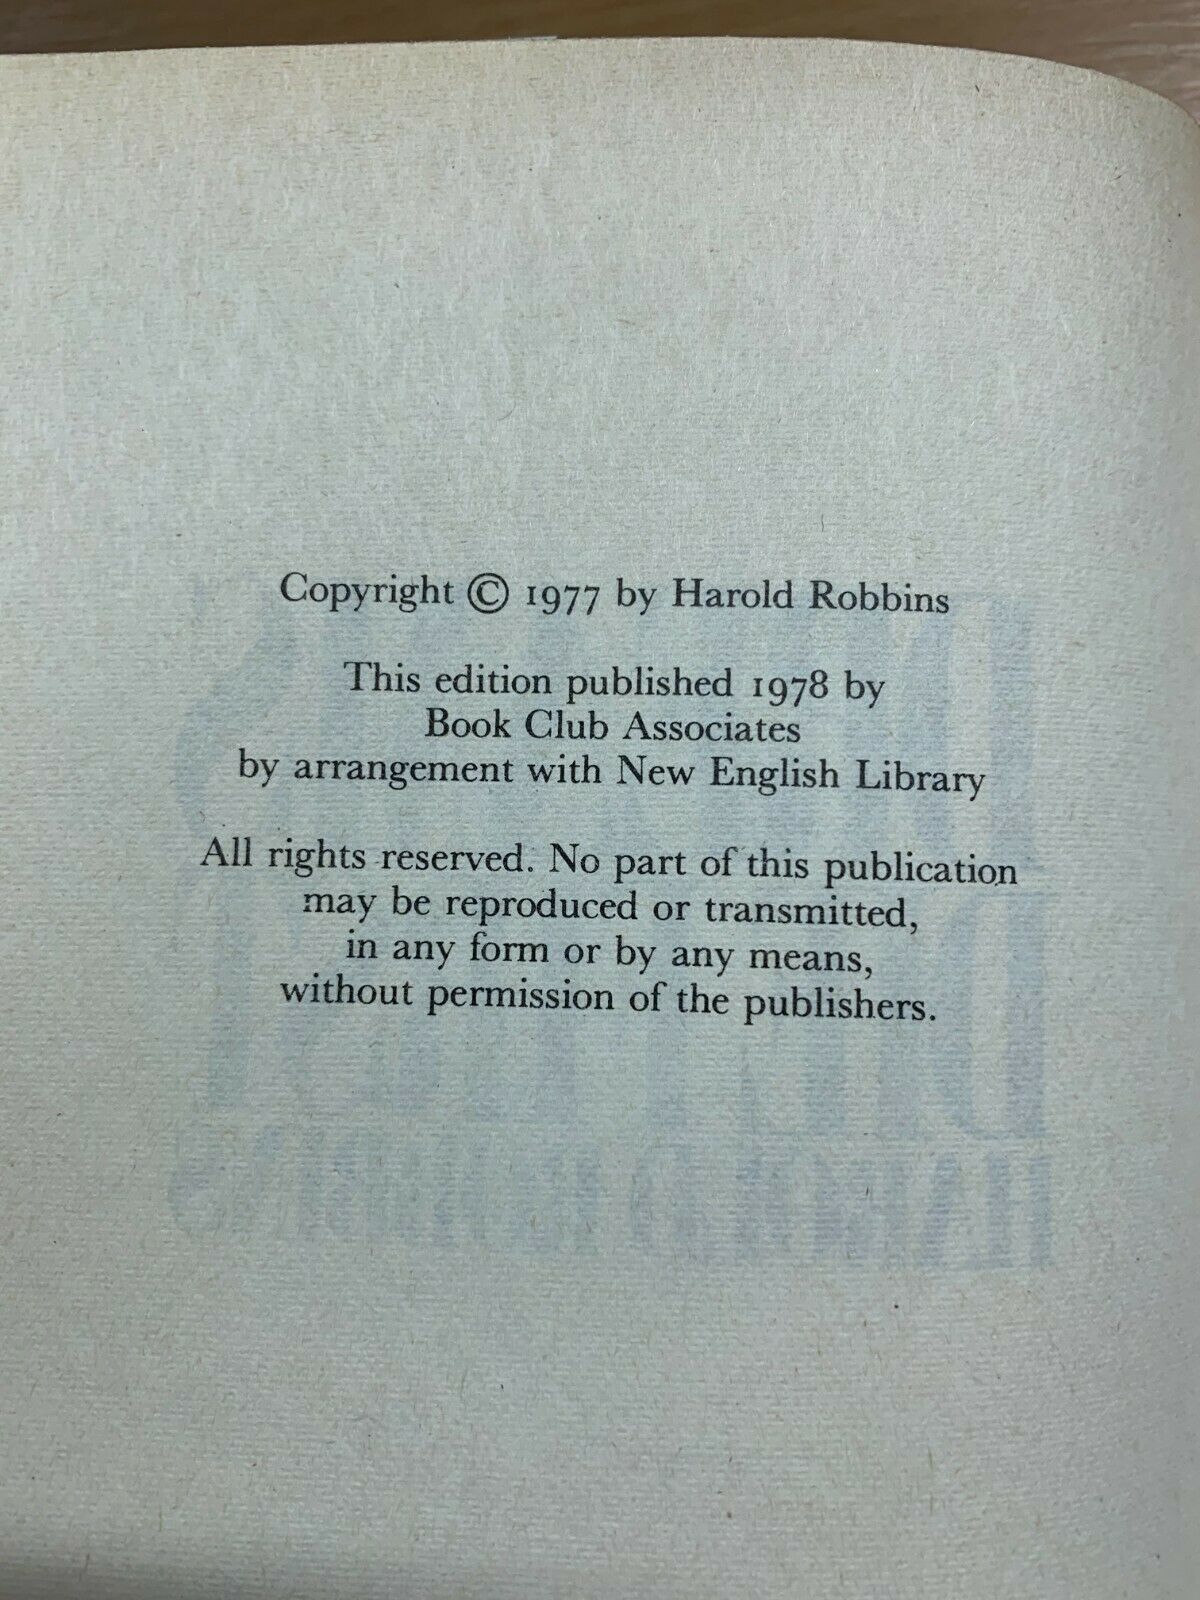 Copyright © 1977 by Harold Robbins
This edition published 1978 by
Book Club Associates
by arrangement with New English Library
All rights reserved. No part of this publication
may be reproduced or transmitted,
in any form or by any means,
without permission of the publishers.